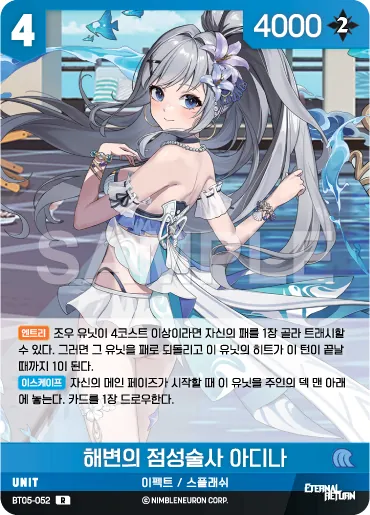 4
4000 2
SAMPLE
엔트리 조우 유닛이 4코스트 이상이라면 자신의 패를 1장 골라 트래시할
수 있다. 그러면 그 유닛을 패로 되돌리고 이 유닛의 히트가 이 턴이 끝날
때까지 1이 된다.
이스케이프 자신의 메인 페이즈가 시작할 때 이 유닛을 주인의 덱 맨 아래
에 놓는다. 카드를 1장 드로우한다.
해변의 점성술사 아디나
UNIT
이펙트 / 스플래쉬
BT05-052 R
ⓒ NIMBLENEURON CORP.
ETERNAL
RETURN